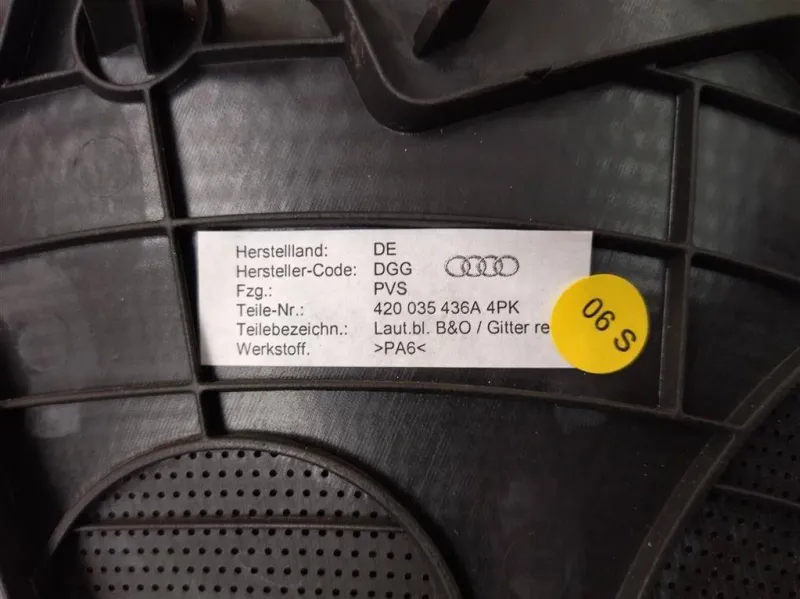 Herstellland: DE
Hersteller-Code: DGG
Fzg.: PVS
Teile-Nr.: 420 035 436A 4PK
Teilebezeichn.: Laut.bl. B&O / Gitter re
Werkstoff. >PA6<
06 S